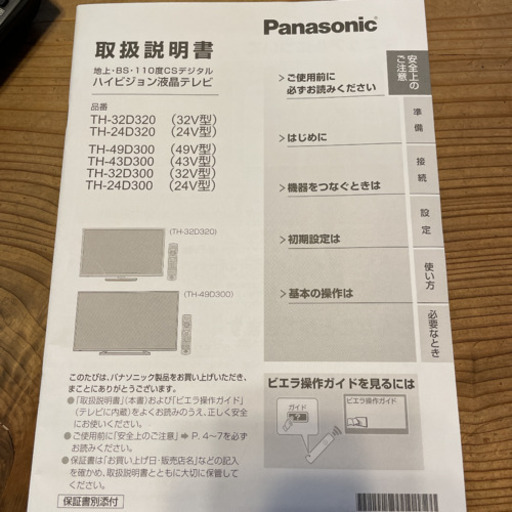 Panasonic
取扱説明書
地上・BS・110度CSデジタル
ハイビジョン液晶テレビ
品番
TH-32D320 （32V型）
TH-24D320 （24V型）
TH-49D300 （49V型）
TH-43D300 （43V型）
TH-32D300 （32V型）
TH-24D300 （24V型）
(TH-32D320)
(TH-49D300)
このたびは、パナソニック製品をお買い上げいただき、
まことにありがとうございます。
●「取扱説明書」(本書)および「ビエラ操作ガイド」
(テレビに内蔵)をよくお読みのうえ、正しく安全
にお使いください。
●ご使用前に「安全上のご注意」➡ P. 4~7を必ず
お読みください。
●保証書は「お買い上げ日・販売店名」などの記入
を確かめ、取扱説明書とともに大切に保管して
ください。
保証書別添付
>ご使用前に
必ずお読みください
>はじめに
>機器をつなぐときは
>初期設定は
>基本の操作は
安全上の
ご注意
準備
接続
設定
使い方
必要なとき
ビエラ操作ガイドを見るには
ガイド
ビエラ操作ガイド